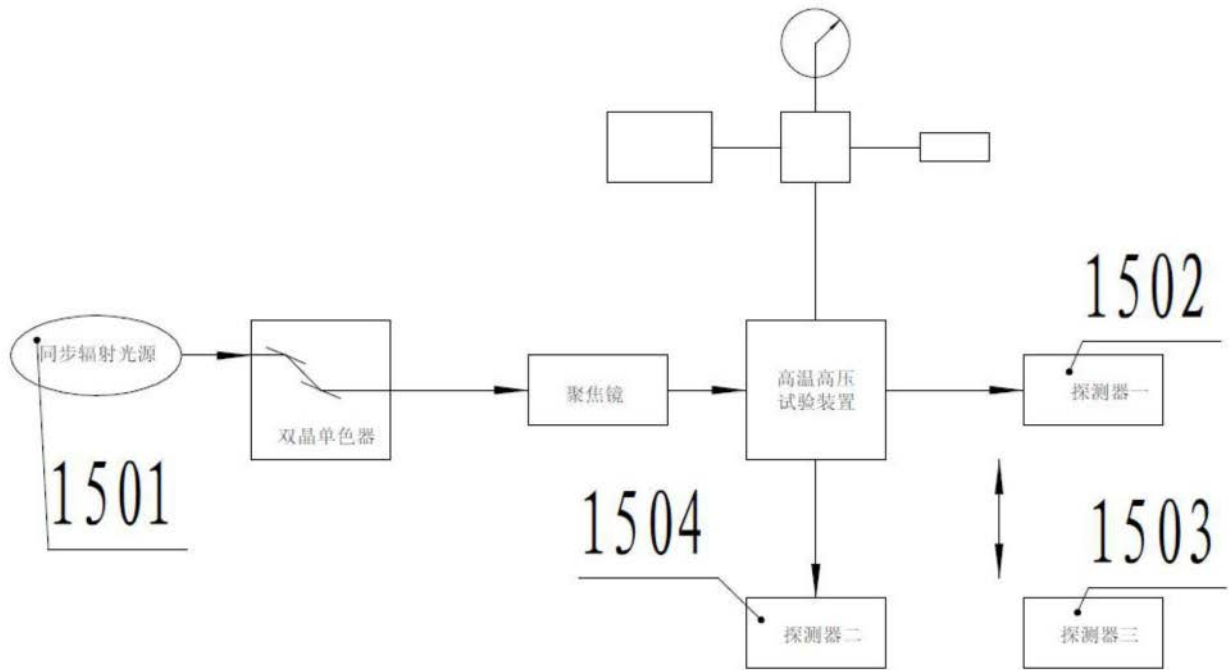 1502
同步辐射光源
双晶单色器
聚焦镜
高温高压
试验装置
探测器一
1501
1504
1503
探测器二
探测器三